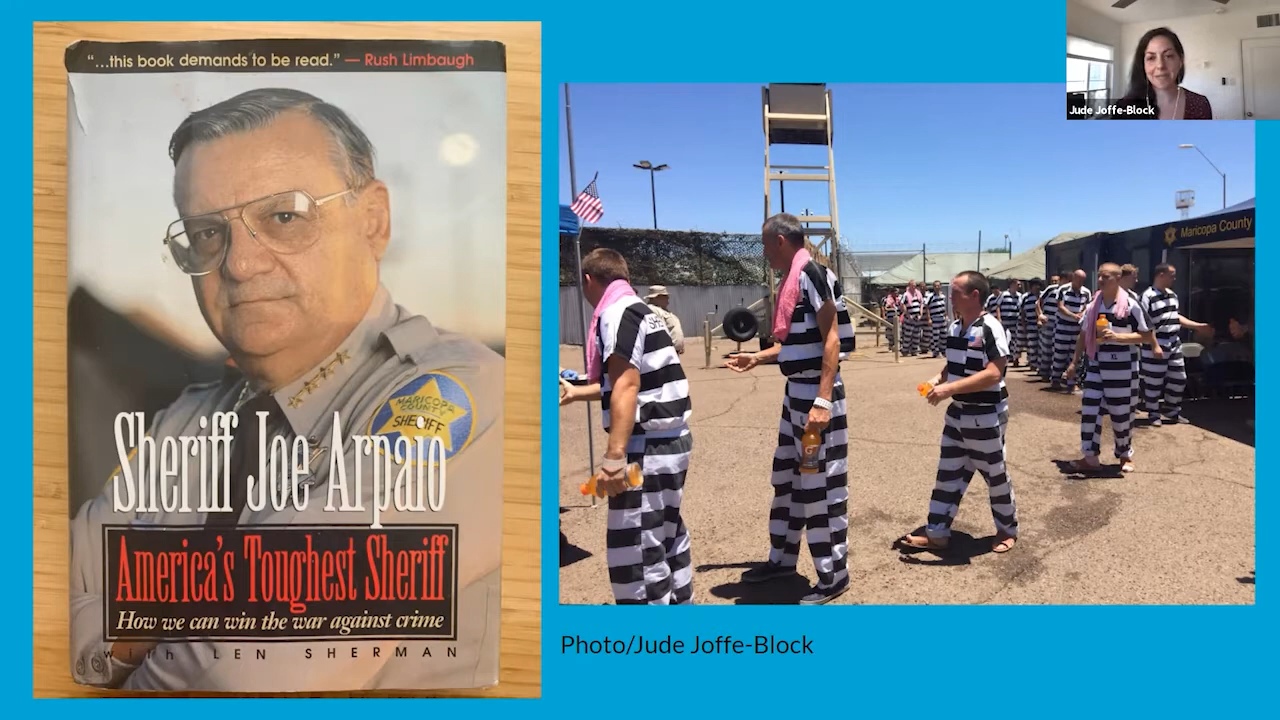 "...this book demands to be read." — Rush Limbaugh
MARICOPA
COUNTY
SHERIFF
Sheriff Joe Arpaio
America's Toughest Sheriff
How we can win the war against crime
with LEN SHERMAN
Jude Joffe-Block
Maricopa County
XL
L
G
Photo/Jude Joffe-Block